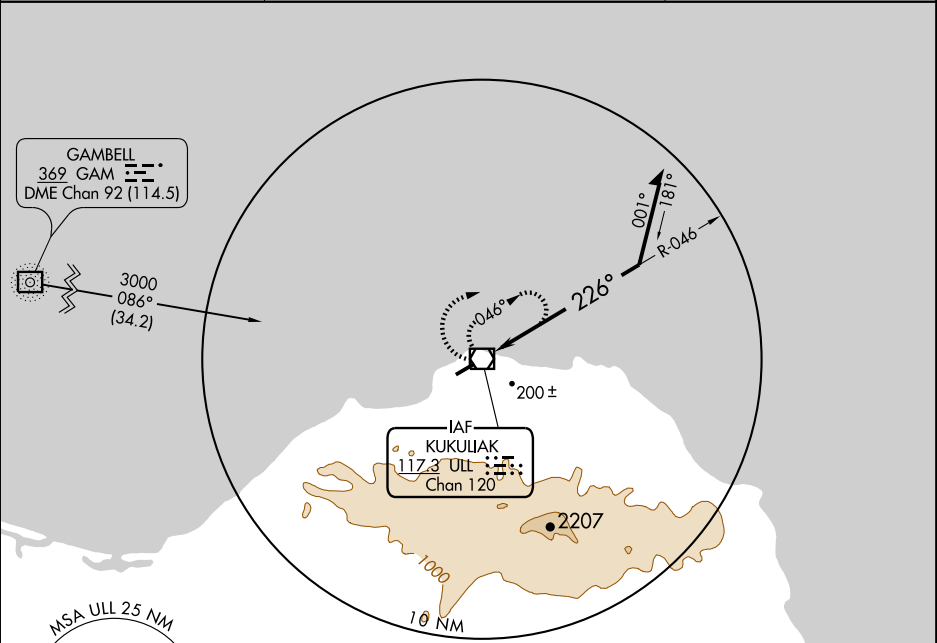 GAMBELL
369 GAM
DME Chan 92 (114.5)
3000
086°
(34.2)
001°
181°
R-046
226°
046°
200 ±
IAF
KUKULIAK
117.3 ULL
Chan 120
2207
1000
10 NM
MSA ULL 25 NM